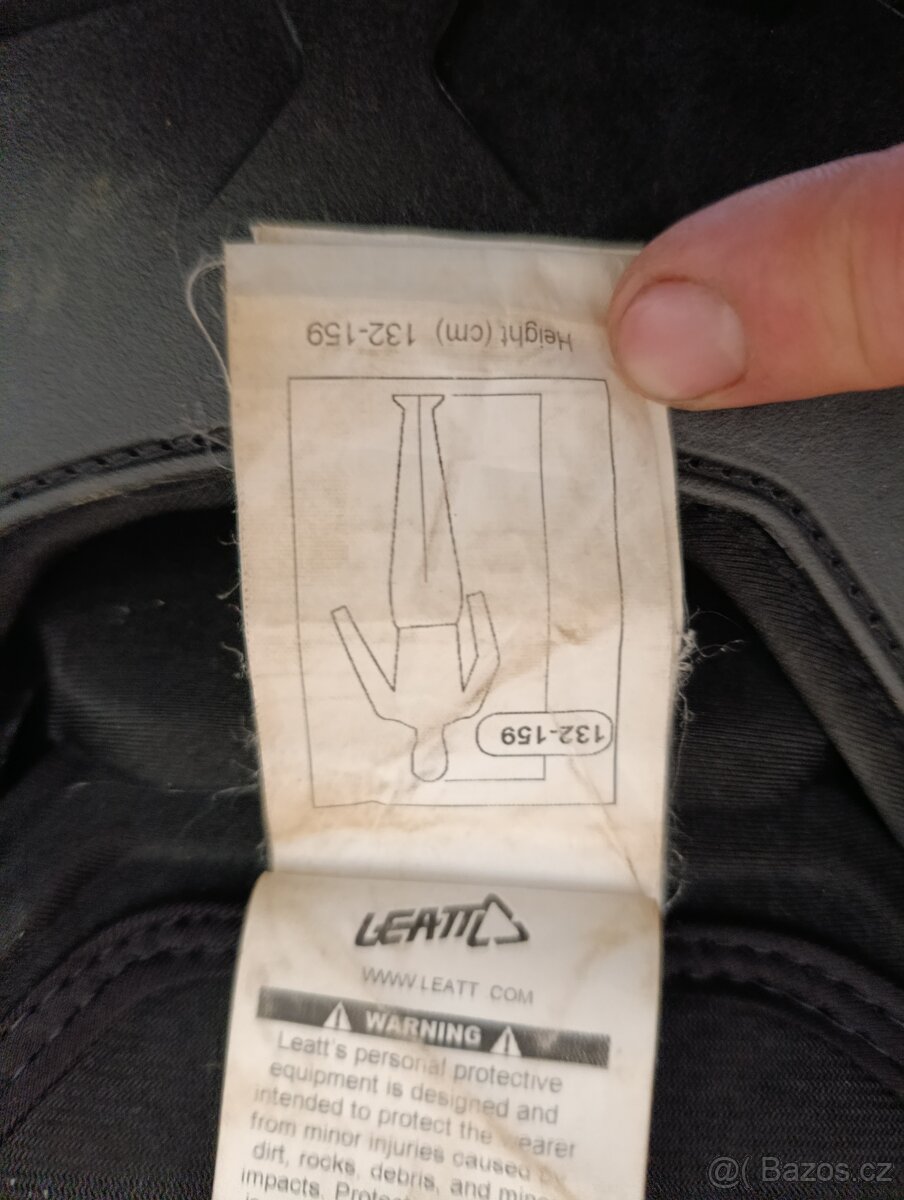 Height (cm) 132-159
132-159
LEATT
WWW.LEATT.COM
WARNING
Leatt's personal protective
equipment is designed and
intended to protect the wearer
from minor injuries caused by
dirt, rocks, debris, and
impacts.
@( Bazos.cz